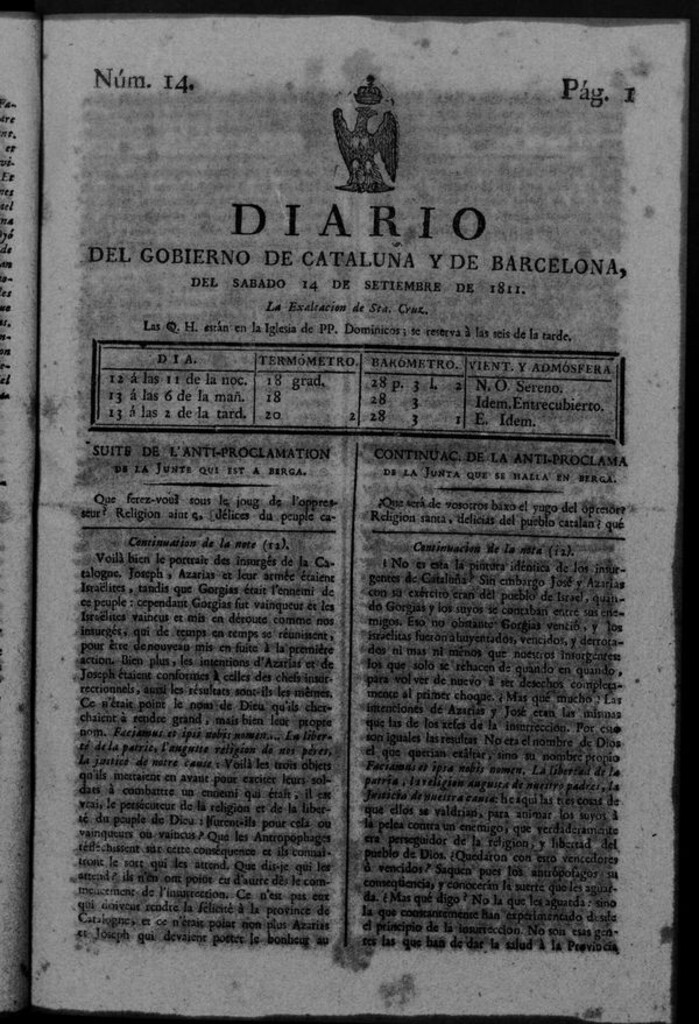 Núm. 14.
Pág. 1
DIARIO
DEL GOBIERNO DE CATALUÑA Y DE BARCELONA,
DEL SABADO 14 DE SETIEMBRE DE 1811.
La Exaltacion de Sta. Cruz.
Las Q. H. están en la Iglesia de PP. Dominicos; se reserva á las seis de la tarde.
DIA. TERMÓMETRO. BARÓMETRO. VIENT. Y ADMÓSFERA
12 á las 11 de la noc. 18 grad. 28 p. 3 l. 2 N. O. Sereno.
13 á las 6 de la mañ. 18 28 3 Idem. Entrecubierto.
13 á las 2 de la tard. 20 2 28 3 1 E. Idem.
SUITE DE L'ANTI-PROCLAMATION
DE LA JUNTE QUI EST A BERGA.
Que ferez-vous sous le joug de l'oppres-
seur? Religion délices du peuple ca-
Continuation de la note (12).
Voilà bien le portrait des insurgés de la Ca-
talogne. Joseph, Azarias et leur armée étaient
Israëlites, tandis que Gorgias était l'ennemi de
ce peuple: cependant Gorgias fut vainqueur et les
Israëlites vaincus et mis en déroute comme nos
insurgés, qui de temps en temps se réunissent,
pour être de nouveau mis en fuite à la première
action. Bien plus, les intentions d'Azarias et de
Joseph étaient conformes à celles des chefs insur-
rectionnels, aussi les résultats sont-ils les mêmes.
Ce n'était point le nom de Dieu qu'ils cher-
chaient à rendre grand, mais bien leur propre
nom. Faciamus et ipsi nobis nomen.... La liber-
té de la patrie, l'auguste religion de nos pères,
la justice de notre cause: Voilà les trois objets
qu'ils mettaient en avant pour exciter leurs sol-
dats à combattre un ennemi qui était, il est
vrai, le persécuteur de la religion et de la liber-
té du peuple de Dieu: furent-ils pour cela ou
vainqueurs ou vaincus? Que les Antropophages
réfléchissent sur cette conséquence et ils connaî-
tront le sort qui les attend. Que dis-je qui les
attend? ils n'en ont point eu d'autre dès le com-
mencement de l'insurrection. Ce n'est pas eux
qui doivent rendre la félicité à la province de
Catalogne, et ce n'était point non plus Azarias
et Joseph qui devaient porter le bonheur au
CONTINUAC. DE LA ANTI-PROCLAMA
DE LA JUNTA QUE SE HALLA EN BERGA.
¿Que será de vosotros baxo el yugo del opresor?
Religion santa, delicias del pueblo catalan? qué
Continuacion de la nota (12).
¡No es esta la pintura idéntica de los insur-
gentes de Cataluña? Sin embargo José y Azarias
con su exército eran del pueblo de Israel, quan-
do Gorgias y los suyos se contaban entre sus ene-
migos. Eso no obstante Gorgias venció, y los
israelitas fueron ahuyentados, vencidos, y derrota-
dos ni mas ni ménos que nuestros Insurgentes:
los que solo se rehacen de quando en quando,
para volver de nuevo á ser desechos completa-
mente al primer choque. ¿Mas qué mucho? Las
intenciones de Azarias y José eran las mismas
que las de los xefes de la insurrección. Por eso
son iguales las resultas. No era el nombre de Dios
el que querian exâltar, sino su nombre propio
Faciamus et ipsa nobis nomen. La libertad de la
patria, la religion augusta de nuestros padres, la
Justicia de nuestra causa: he aquí las tres cosas de
que ellos se valdrian, para animar los suyos á
la pelea contra un enemigo, que verdaderamente
era perseguidor de la religion, y libertad del
pueblo de Dios. ¿Quedaron con esto vencedores
ó vencidos? Saquen pues los antropófagos su
conseqüencia, y conocerán la suerte que les aguar-
da. ¿Mas qué digo? No la que les aguarda: sino
la que constantemente han experimentado desde
el principio de la insurreccion. No son esas gen-
tes las que han de dar la salud á la Provincia